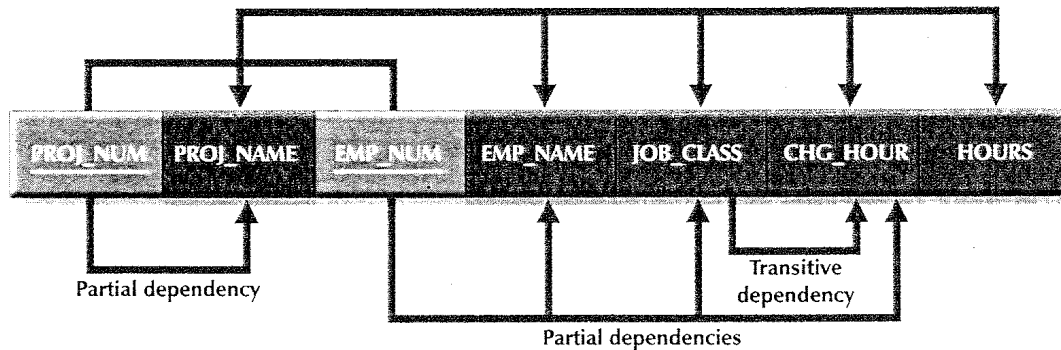 PROJ_NUM PROJ_NAME EMP_NUM EMP_NAME JOB_CLASS CHG_HOUR HOURS
Partial dependency
Transitive
dependency
Partial dependencies